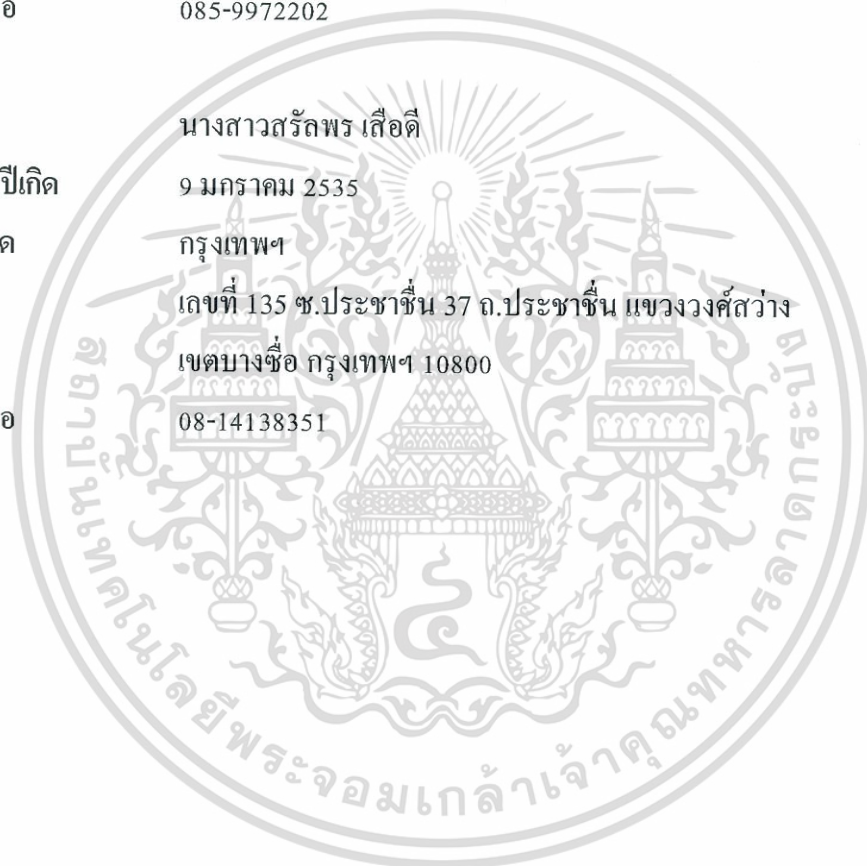 อ 085-9972202
นางสาวสรัลพร เสือดี
ปีเกิด 9 มกราคม 2535
ด กรุงเทพฯ
เลขที่ 135 ซ.ประชาชื่น 37 ถ.ประชาชื่น แขวงวงศ์สว่าง
เขตบางซื่อ กรุงเทพฯ 10800
อ 08-14138351
สถาบันเทคโนโลยีพระจอมเกล้าเจ้าคุณทหารลาดกระบัง